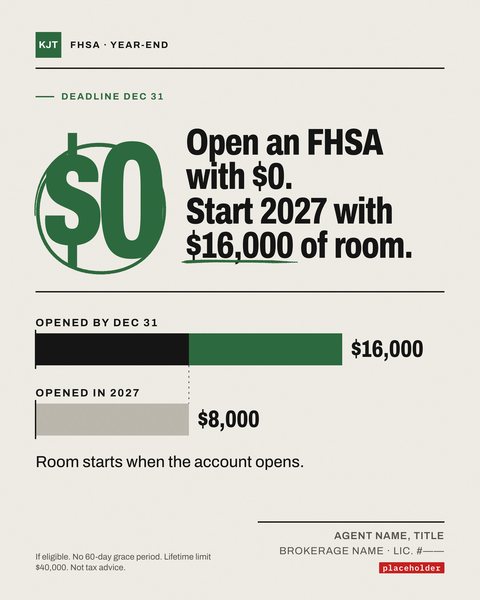 KJT
FHSA · YEAR-END
DEADLINE DEC 31
$0
Open an FHSA
with $0.
Start 2027 with
$16,000 of room.
OPENED BY DEC 31
$16,000
OPENED IN 2027
$8,000
Room starts when the account opens.
If eligible. No 60-day grace period. Lifetime limit
$40,000. Not tax advice.
AGENT NAME, TITLE
BROKERAGE NAME · LIC. #——
placeholder